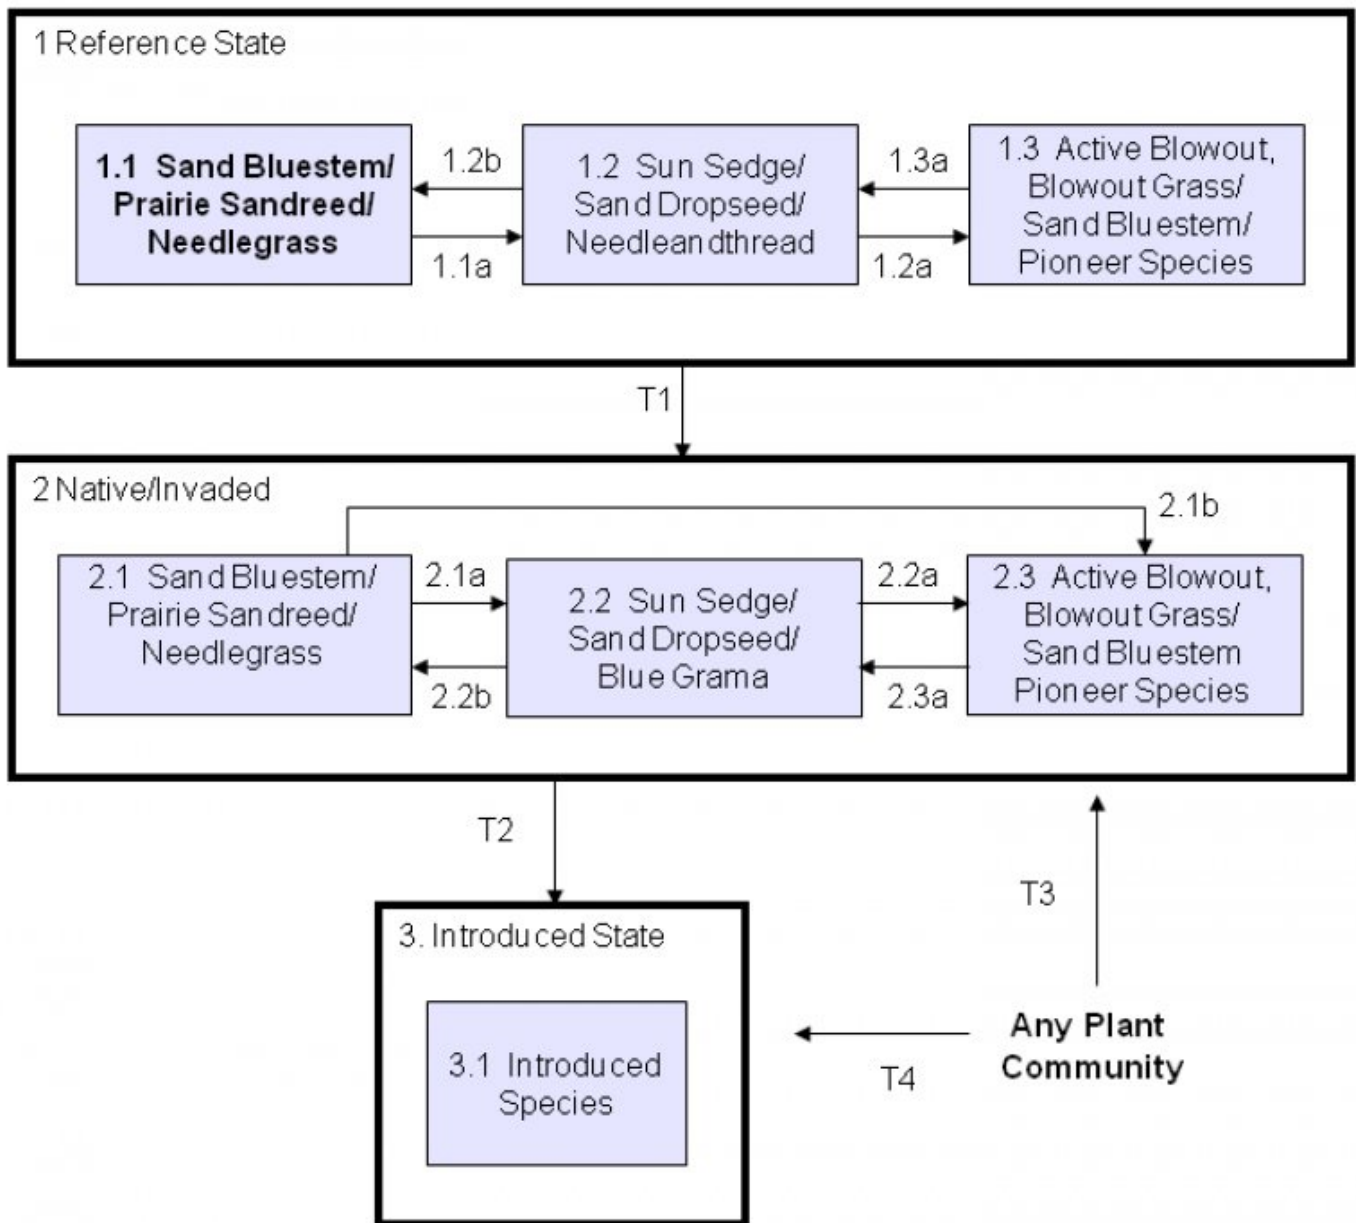 1 Reference State
1.1 Sand Bluestem/
Prairie Sandreed/
Needlegrass
1.2b
1.1a
1.2 Sun Sedge/
Sand Dropseed/
Needleandthread
1.3a
1.2a
1.3 Active Blowout,
Blowout Grass/
Sand Bluestem/
Pioneer Species
T1
2 Native/Invaded
2.1b
2.1 Sand Bluestem/
Prairie Sandreed/
Needlegrass
2.1a
2.2b
2.2 Sun Sedge/
Sand Dropseed/
Blue Grama
2.2a
2.3a
2.3 Active Blowout,
Blowout Grass/
Sand Bluestem
Pioneer Species
T2
T3
3. Introduced State
3.1 Introduced
Species
T4
Any Plant
Community